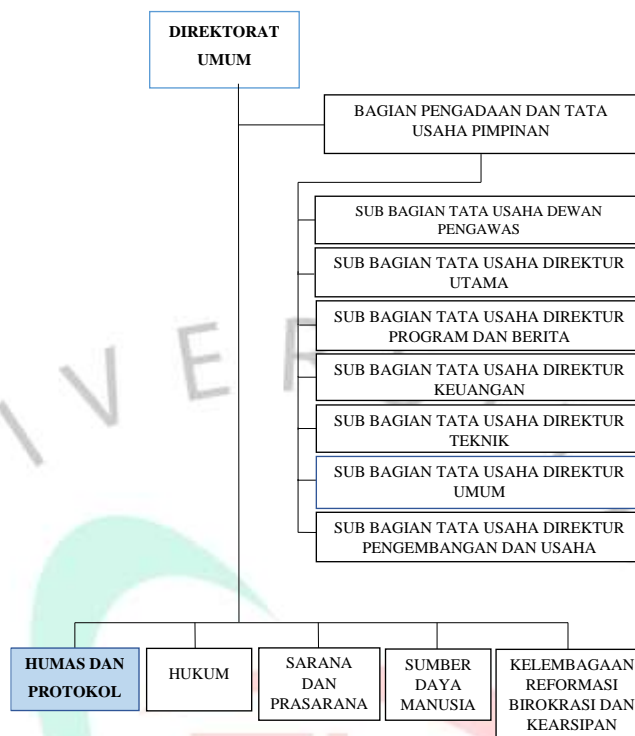 DIREKTORAT
UMUM
BAGIAN PENGADAAN DAN TATA
USAHA PIMPINAN
SUB BAGIAN TATA USAHA DEWAN
PENGAWAS
SUB BAGIAN TATA USAHA DIREKTUR
UTAMA
SUB BAGIAN TATA USAHA DIREKTUR
PROGRAM DAN BERITA
SUB BAGIAN TATA USAHA DIREKTUR
KEUANGAN
SUB BAGIAN TATA USAHA DIREKTUR
TEKNIK
SUB BAGIAN TATA USAHA DIREKTUR
UMUM
SUB BAGIAN TATA USAHA DIREKTUR
PENGEMBANGAN DAN USAHA
HUMAS DAN
PROTOKOL
HUKUM
SARANA
DAN
PRASARANA
SUMBER
DAYA
MANUSIA
KELEMBAGAAN
REFORMASI
BIROKRASI DAN
KEARSIPAN